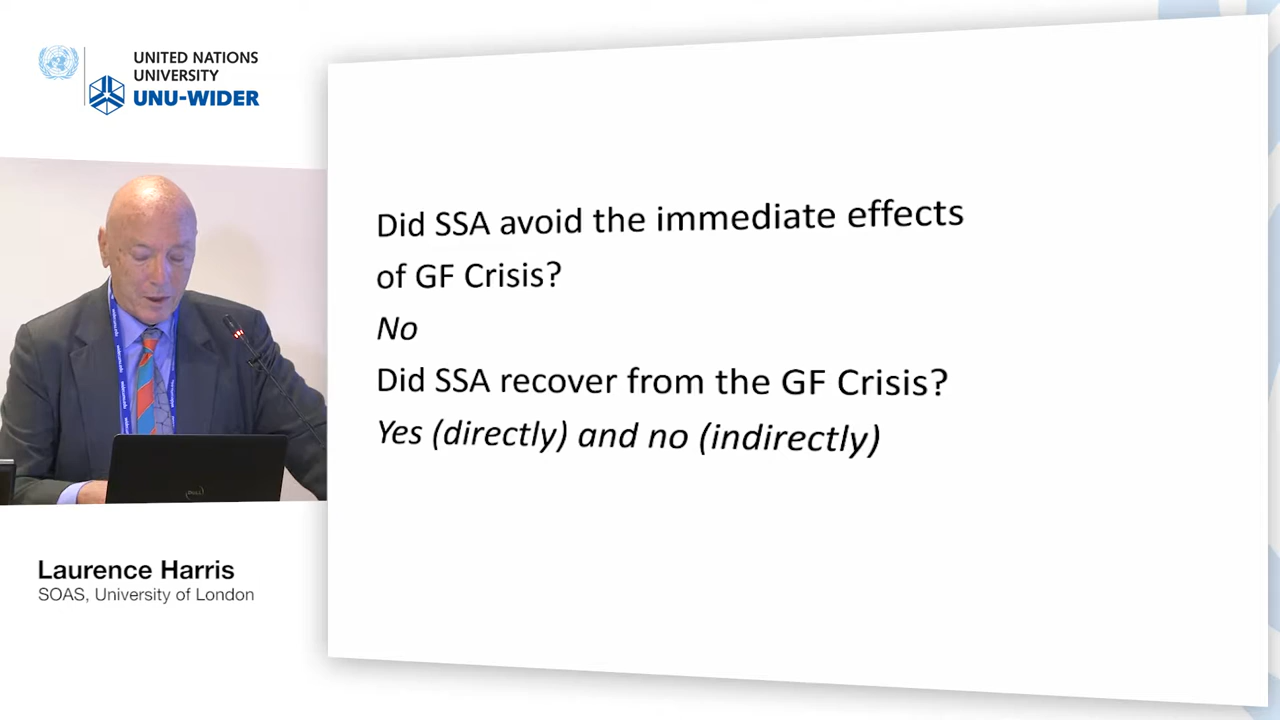 UNITED NATIONS
UNIVERSITY
UNU-WIDER
Did SSA avoid the immediate effects
of GF Crisis?
No
Did SSA recover from the GF Crisis?
Yes (directly) and no (indirectly)
Laurence Harris
SOAS, University of London